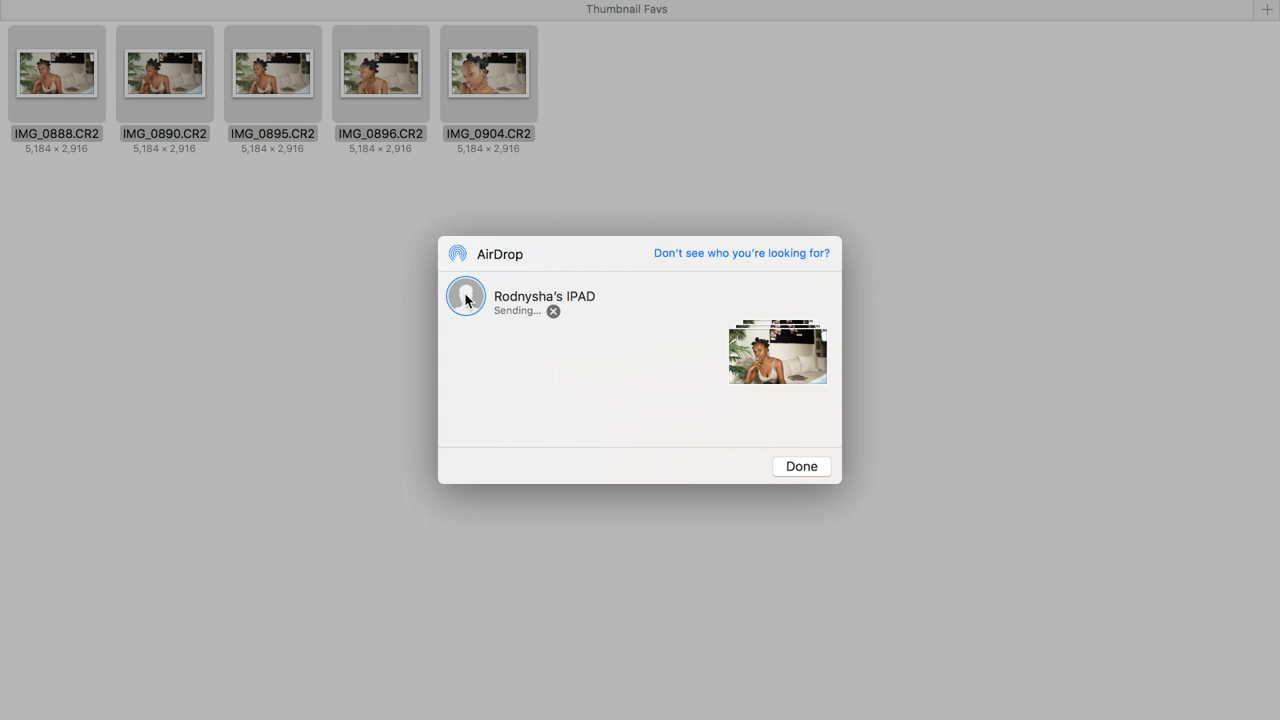 Thumbnail Favs
IMG_0888.CR2
5,184 × 2,916
IMG_0890.CR2
5,184 × 2,916
IMG_0895.CR2
5,184 × 2,916
IMG_0896.CR2
5,184 × 2,916
IMG_0904.CR2
5,184 × 2,916
AirDrop
Don’t see who you’re looking for?
Rodnysha’s IPAD
Sending...
Done